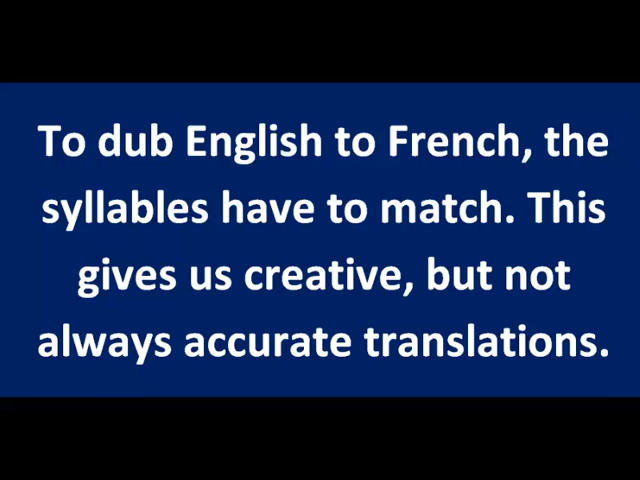 To dub English to French, the
syllables have to match. This
gives us creative, but not
always accurate translations.